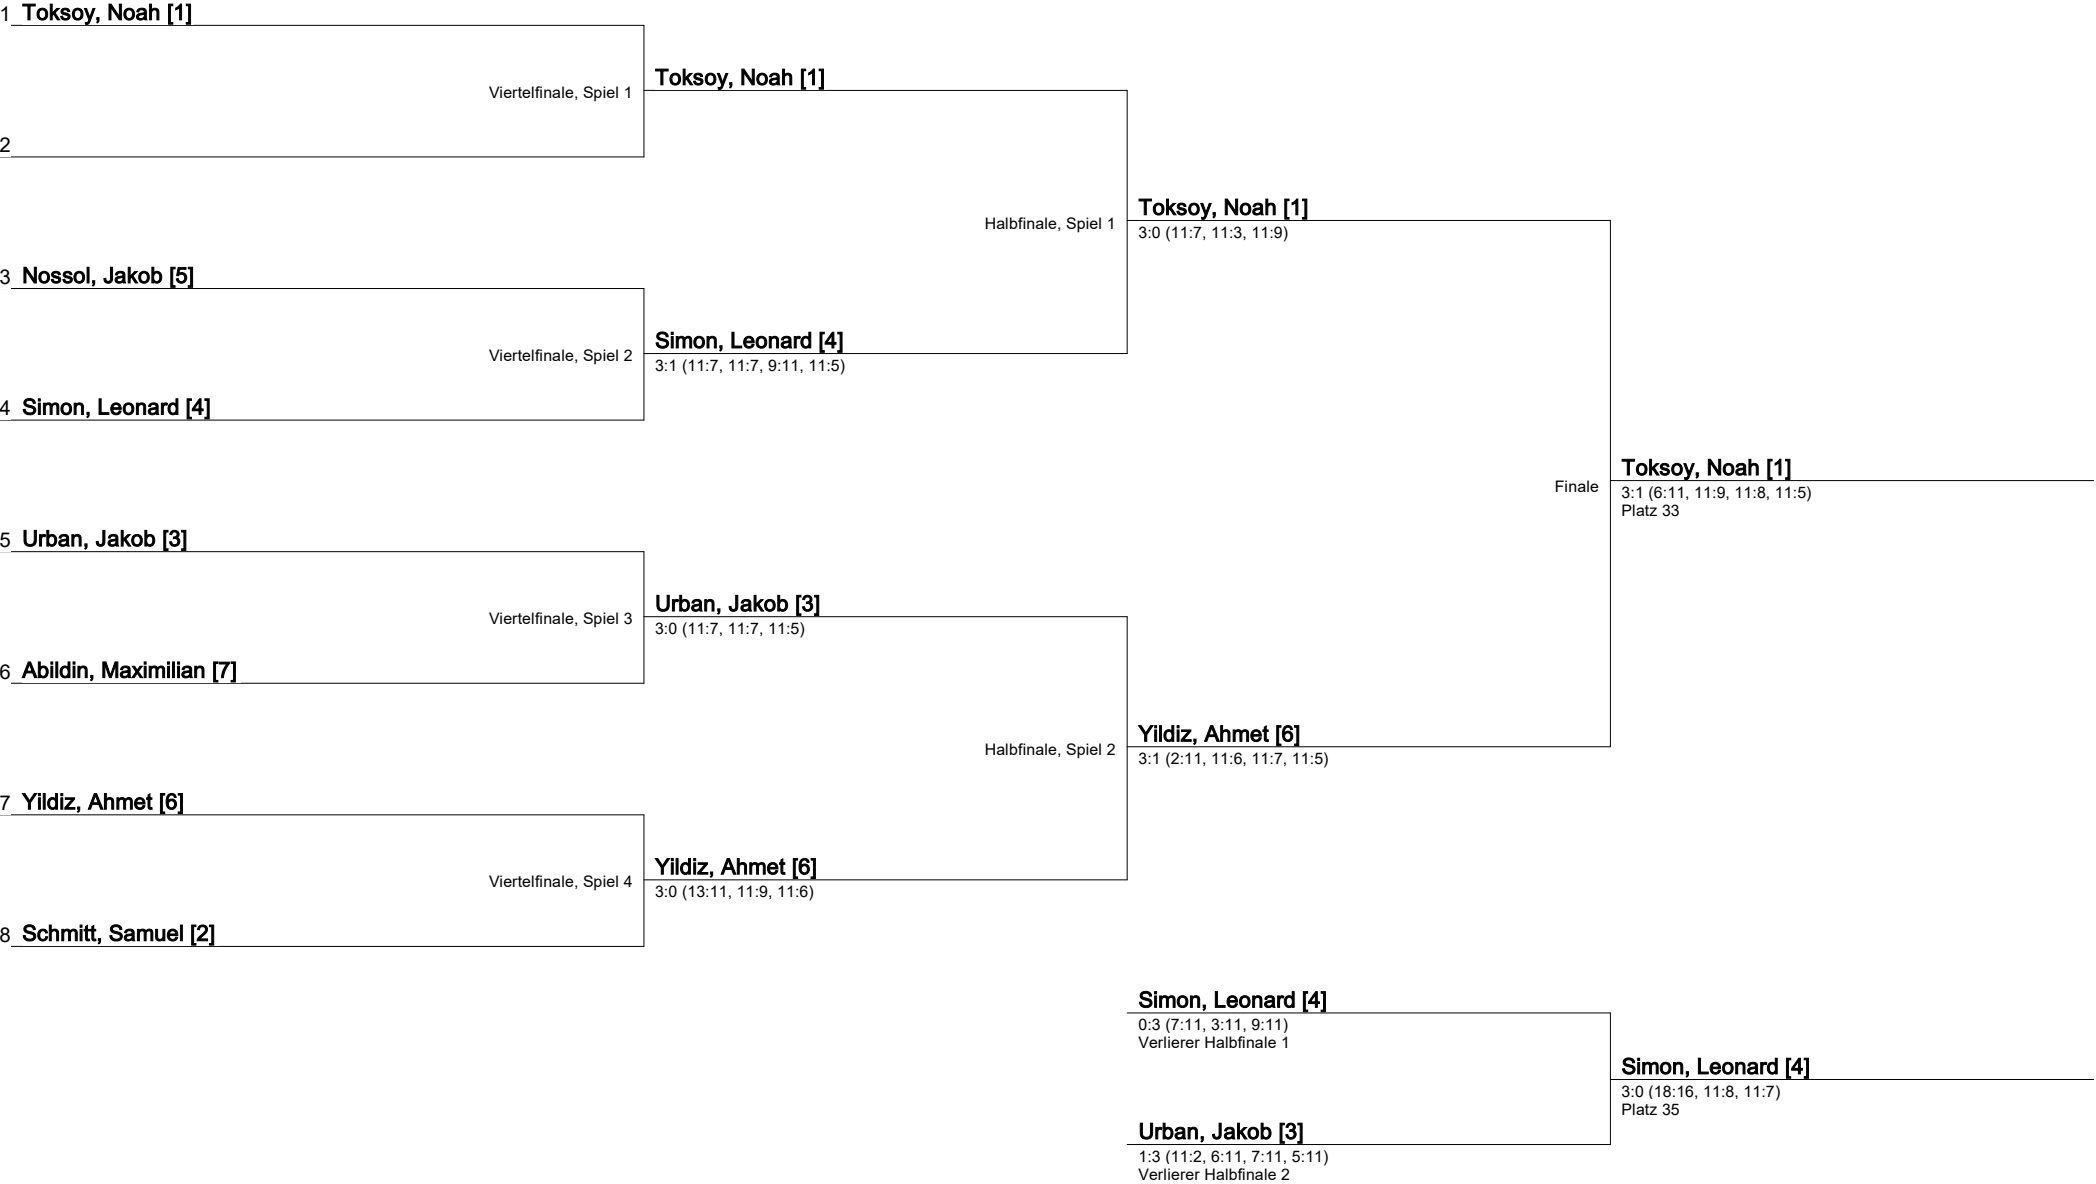 1 Toksoy, Noah [1]
Toksoy, Noah [1]
Viertelfinale, Spiel 1
2
Toksoy, Noah [1]
Halbfinale, Spiel 1
3:0 (11:7, 11:3, 11:9)
3 Nossol, Jakob [5]
Simon, Leonard [4]
Viertelfinale, Spiel 2
3:1 (11:7, 11:7, 9:11, 11:5)
4 Simon, Leonard [4]
Toksoy, Noah [1]
Finale
3:1 (6:11, 11:9, 11:8, 11:5)
Platz 33
5 Urban, Jakob [3]
Urban, Jakob [3]
Viertelfinale, Spiel 3
3:0 (11:7, 11:7, 11:5)
6 Abildin, Maximilian [7]
Yildiz, Ahmet [6]
Halbfinale, Spiel 2
3:1 (2:11, 11:6, 11:7, 11:5)
7 Yildiz, Ahmet [6]
Yildiz, Ahmet [6]
Viertelfinale, Spiel 4
3:0 (13:11, 11:9, 11:6)
8 Schmitt, Samuel [2]
Simon, Leonard [4]
0:3 (7:11, 3:11, 9:11)
Verlierer Halbfinale 1
Simon, Leonard [4]
3:0 (18:16, 11:8, 11:7)
Platz 35
Urban, Jakob [3]
1:3 (11:2, 6:11, 7:11, 5:11)
Verlierer Halbfinale 2